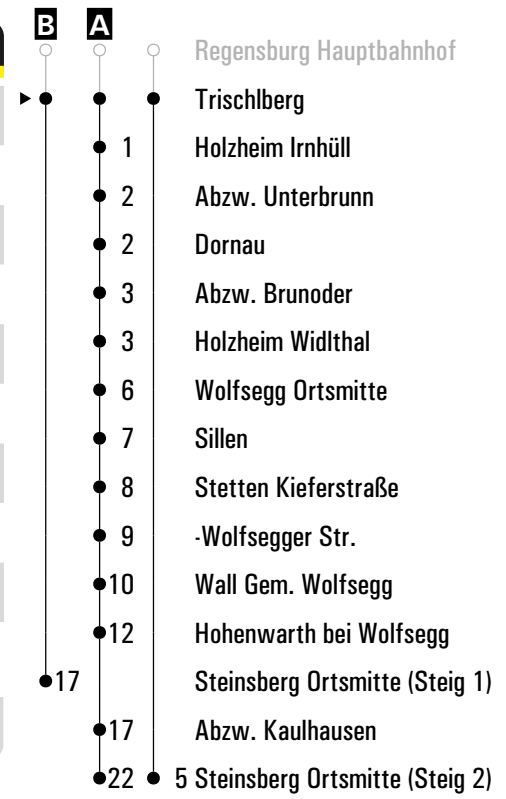 B A
Regensburg Hauptbahnhof
Trischlberg
1 Holzheim Irnhüll
2 Abzw. Unterbrunn
2 Dornau
3 Abzw. Brunoder
3 Holzheim Widlthal
6 Wolfsegg Ortsmitte
7 Sillen
8 Stetten Kieferstraße
9 -Wolfsegger Str.
10 Wall Gem. Wolfsegg
12 Hohenwarth bei Wolfsegg
17 Steinsberg Ortsmitte (Steig 1)
17 Abzw. Kaulhausen
22 5 Steinsberg Ortsmitte (Steig 2)